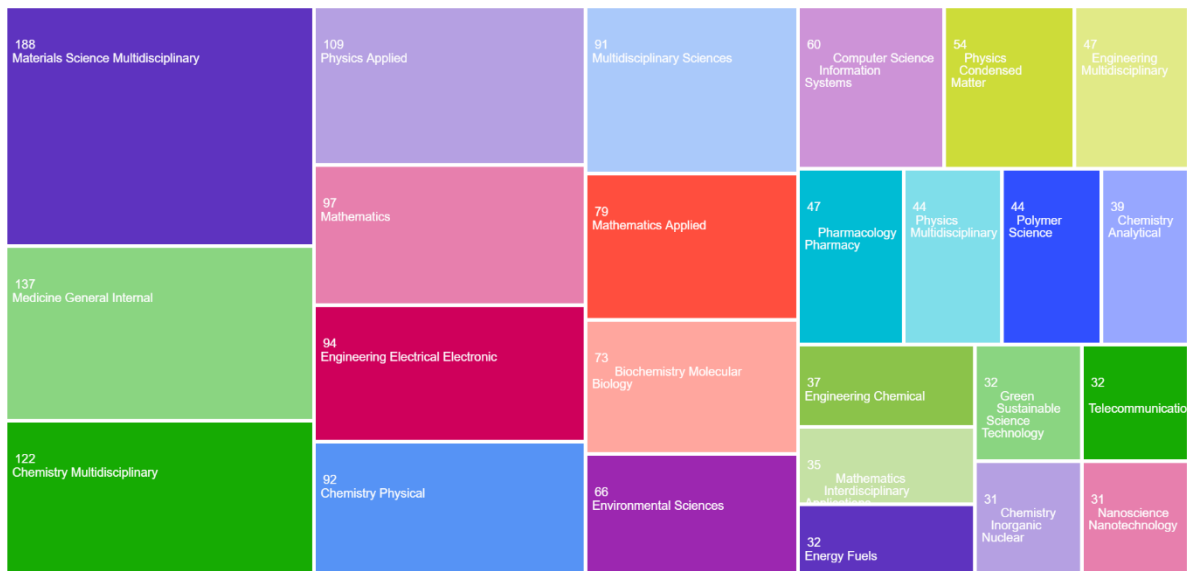 188
Materials Science Multidisciplinary
137
Medicine General Internal
122
Chemistry Multidisciplinary
109
Physics Applied
97
Mathematics
94
Engineering Electrical Electronic
92
Chemistry Physical
91
Multidisciplinary Sciences
79
Mathematics Applied
73
Biochemistry Molecular
Biology
66
Environmental Sciences
60
Computer Science
Information
Systems
54
Physics
Condensed
Matter
47
Engineering
Multidisciplinary
47
Pharmacology
Pharmacy
44
Physics
Multidisciplinary
44
Polymer
Science
39
Chemistry
Analytical
37
Engineering Chemical
35
Mathematics
Interdisciplinary
Applications
32
Energy Fuels
32
Green
Sustainable
Science
Technology
32
Telecommunicatio
31
Chemistry
Inorganic
Nuclear
31
Nanoscience
Nanotechnology